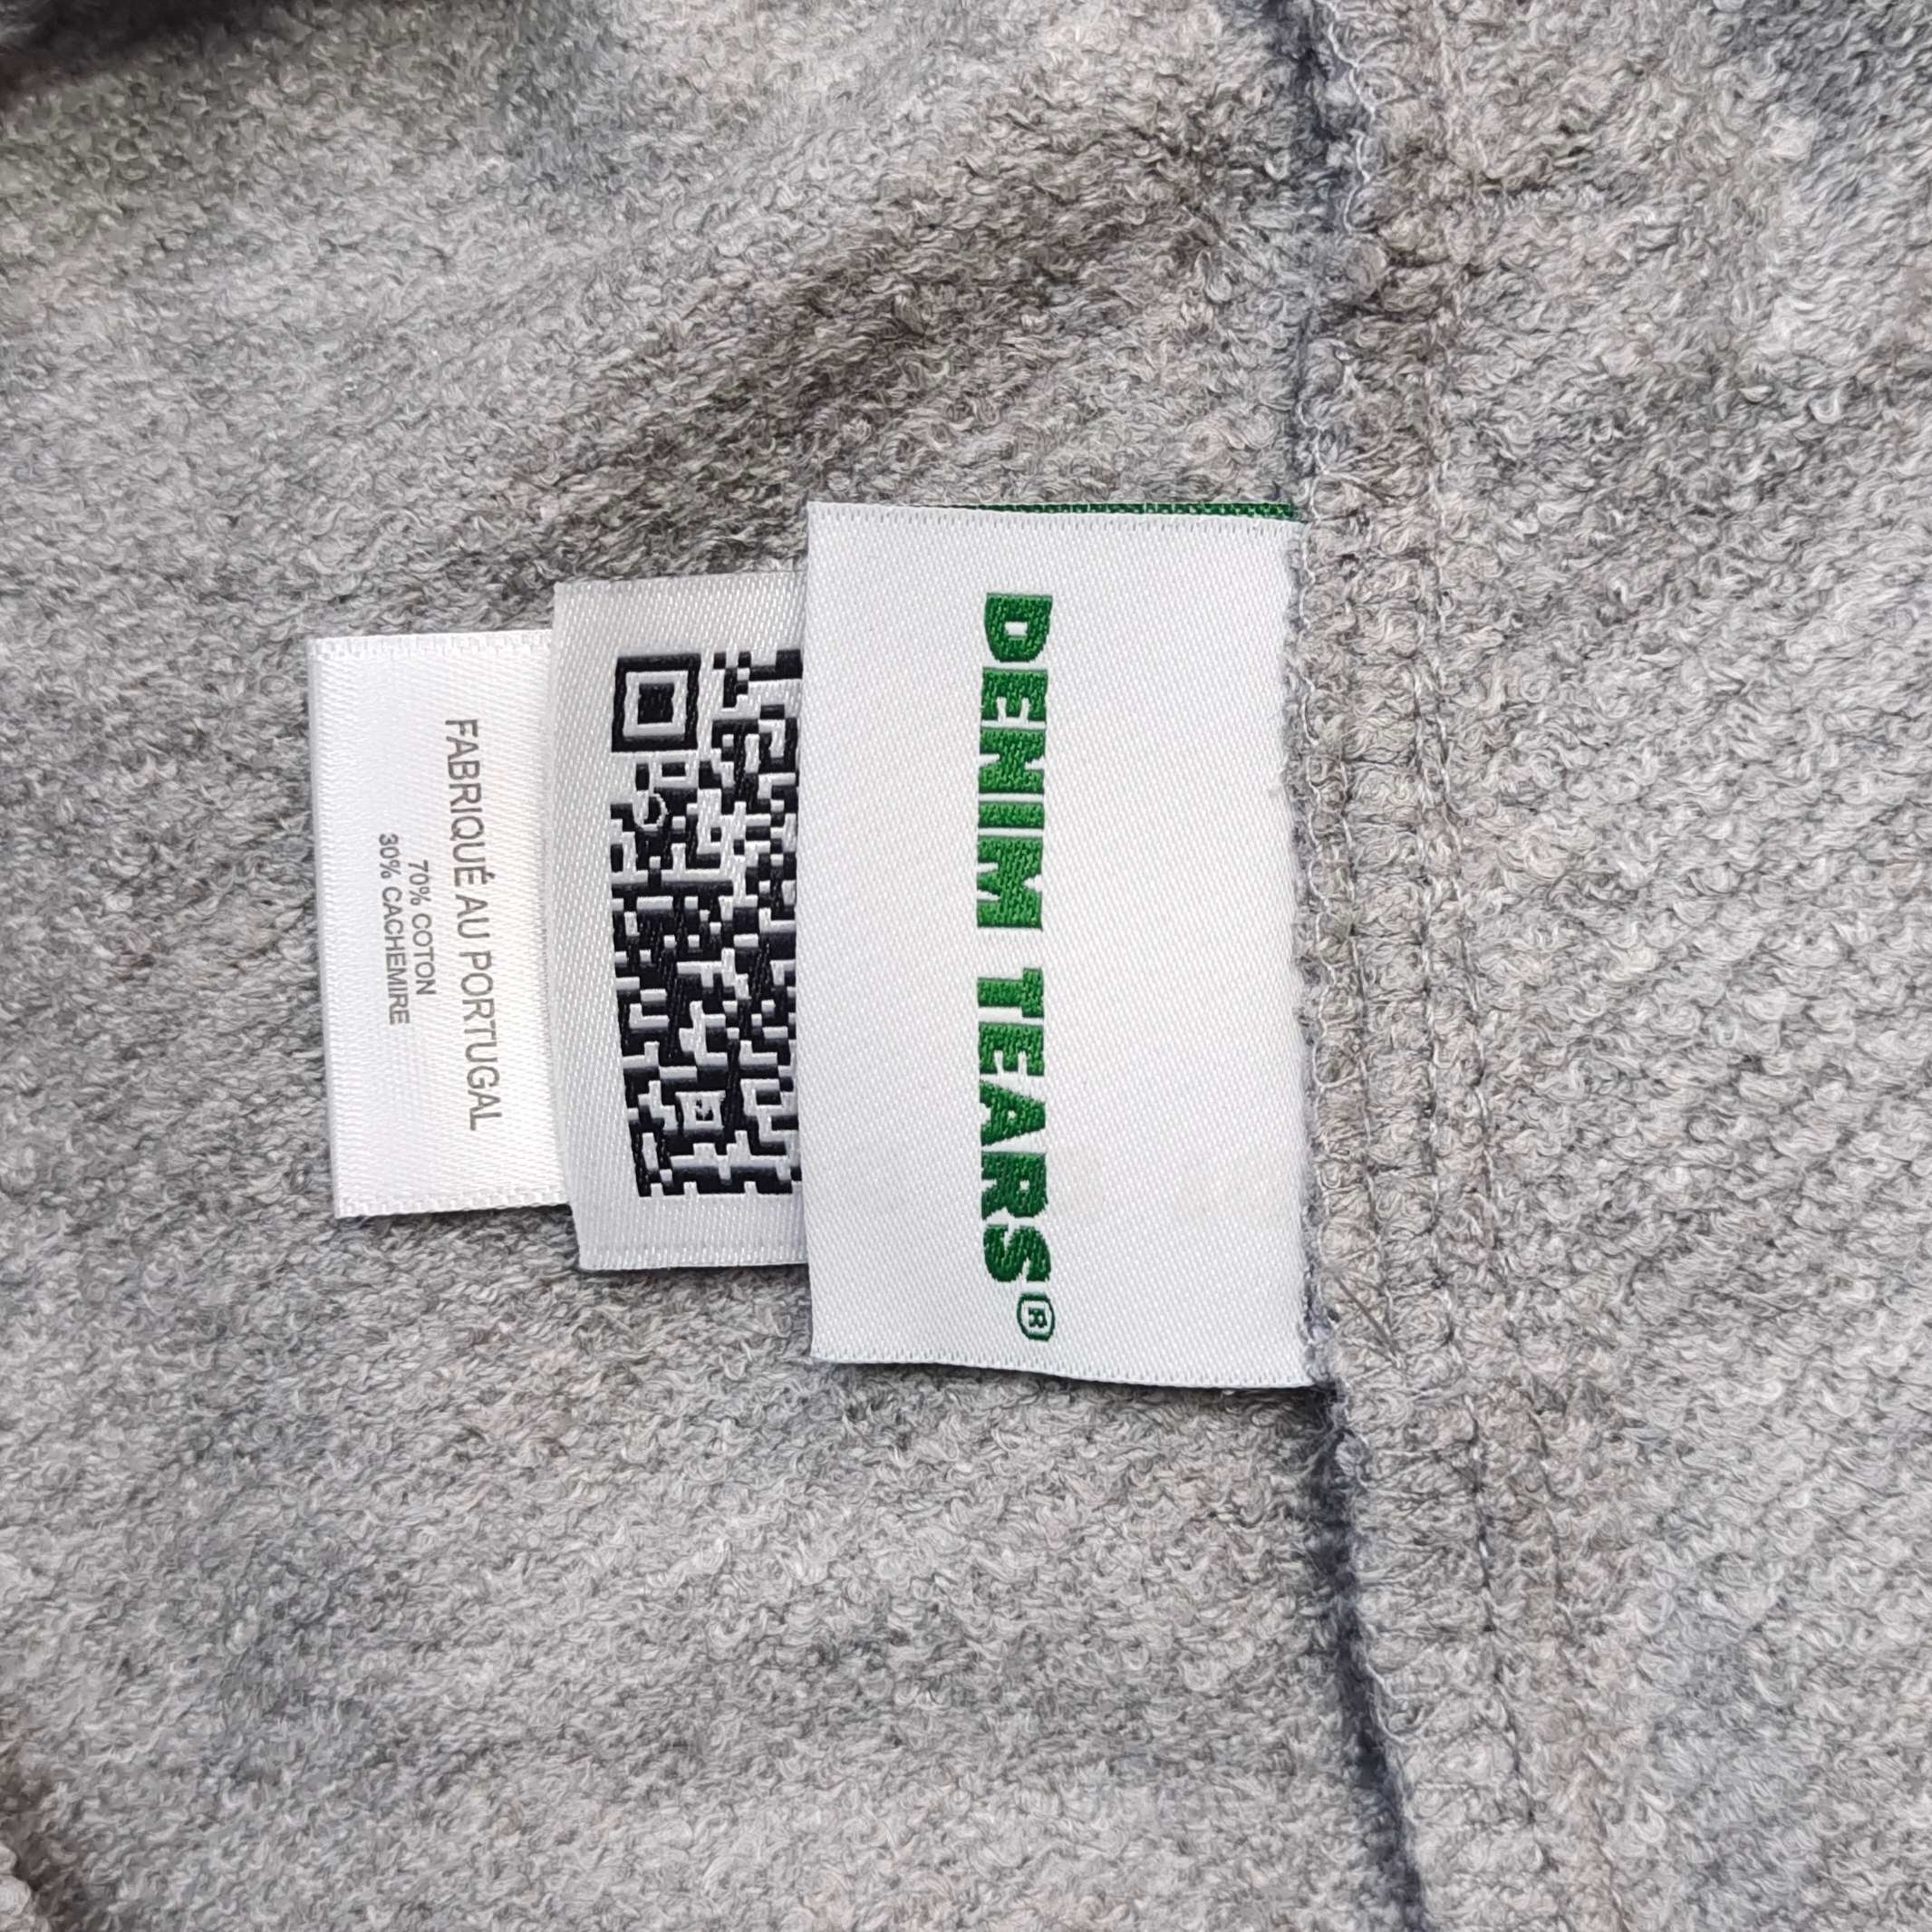 DENIM TEARS®
FABRIQUÉ AU PORTUGAL
70% COTON
30% CACHEMIRE